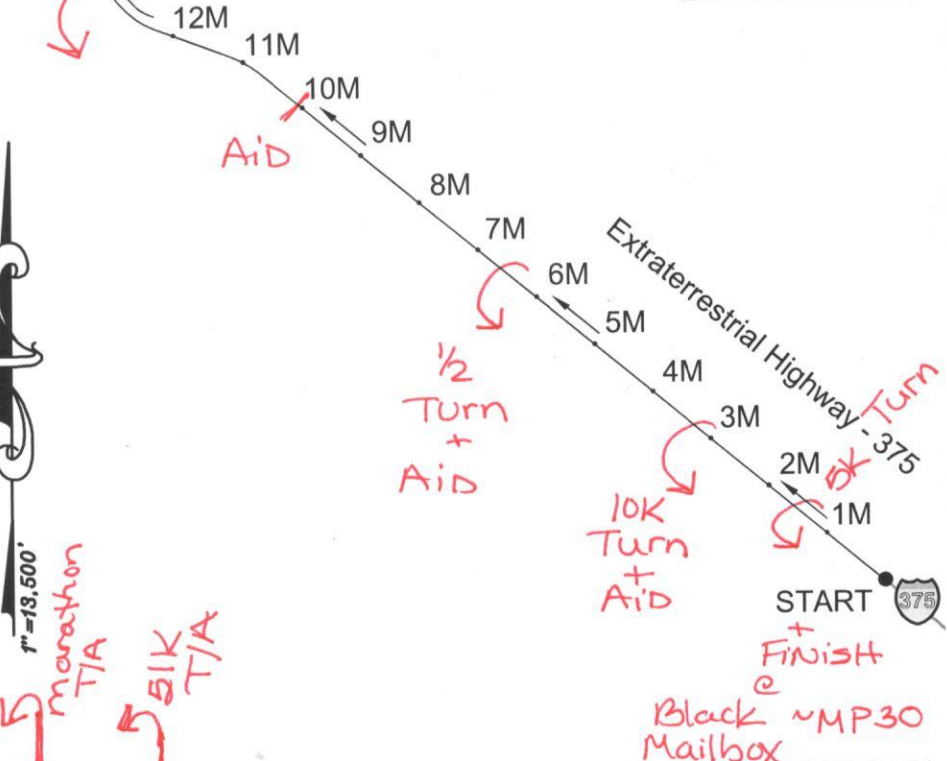 12M
11M
10M
AiD
9M
8M
7M
6M
5M
4M
3M
2M
1M
Extraterrestrial Highway - 375
5K Turn
1/2
Turn
+
AiD
10K
Turn
+
AiD
START
375
+
FiNisH
@
Black ~MP30
Mailbox
1"=13,500'
marathon
T/A
51K
T/A